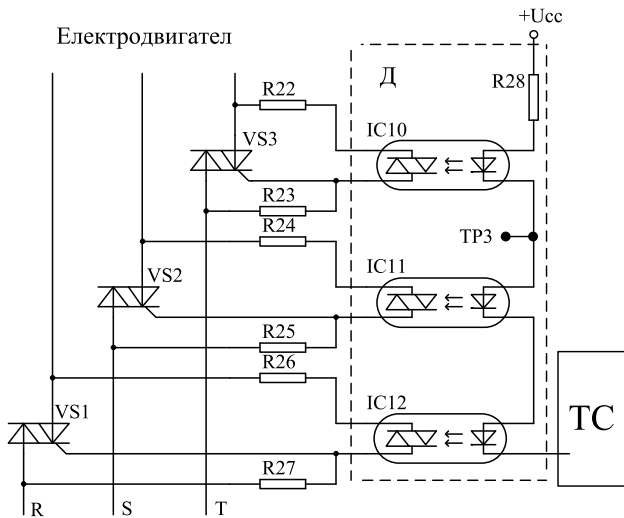 +Ucc
Електродвигател
Д
R28
R22
IC10
VS3
R23
R24
TP3
IC11
VS2
R25
R26
IC12
VS1
TC
R27
R S T